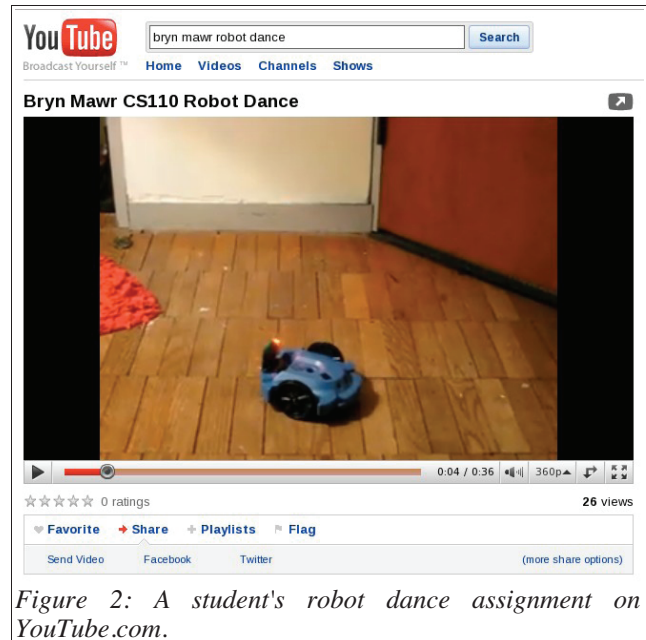 YouTube
bryn mawr robot dance
Search
Broadcast Yourself ™
Home Videos Channels Shows
Bryn Mawr CS110 Robot Dance
0:04 / 0:36 360p
0 ratings 26 views
Favorite Share Playlists Flag
Send Video Facebook Twitter (more share options)
Figure 2: A student's robot dance assignment on
YouTube.com.